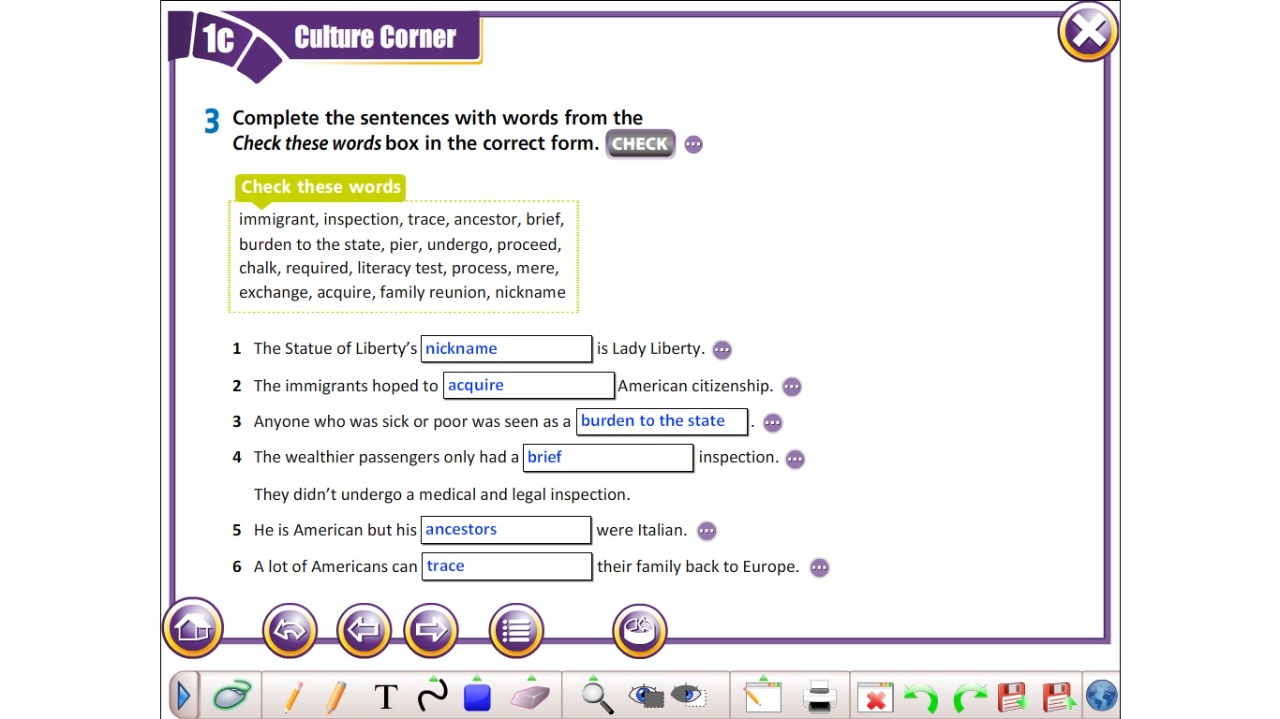 1c Culture Corner
3 Complete the sentences with words from the
Check these words box in the correct form. CHECK
Check these words
immigrant, inspection, trace, ancestor, brief,
burden to the state, pier, undergo, proceed,
chalk, required, literacy test, process, mere,
exchange, acquire, family reunion, nickname
1 The Statue of Liberty's nickname is Lady Liberty.
2 The immigrants hoped to acquire American citizenship.
3 Anyone who was sick or poor was seen as a burden to the state .
4 The wealthier passengers only had a brief inspection.
They didn't undergo a medical and legal inspection.
5 He is American but his ancestors were Italian.
6 A lot of Americans can trace their family back to Europe.
T